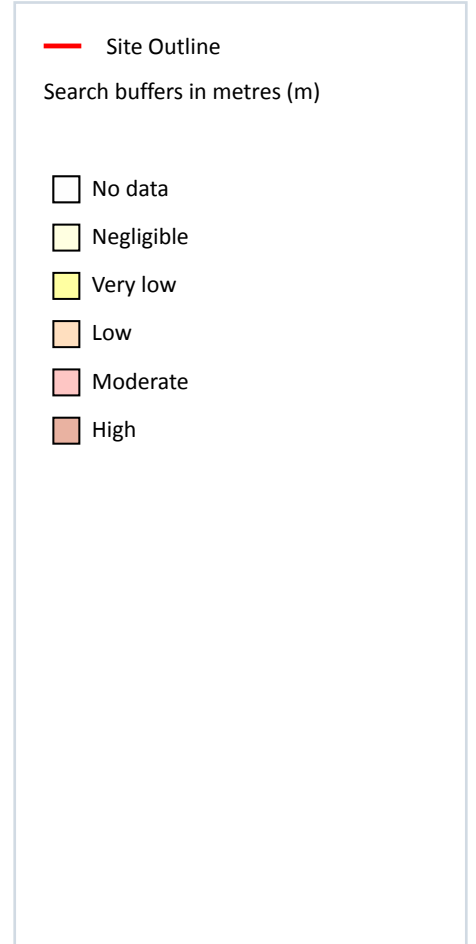 Site Outline
Search buffers in metres (m)
No data
Negligible
Very low
Low
Moderate
High